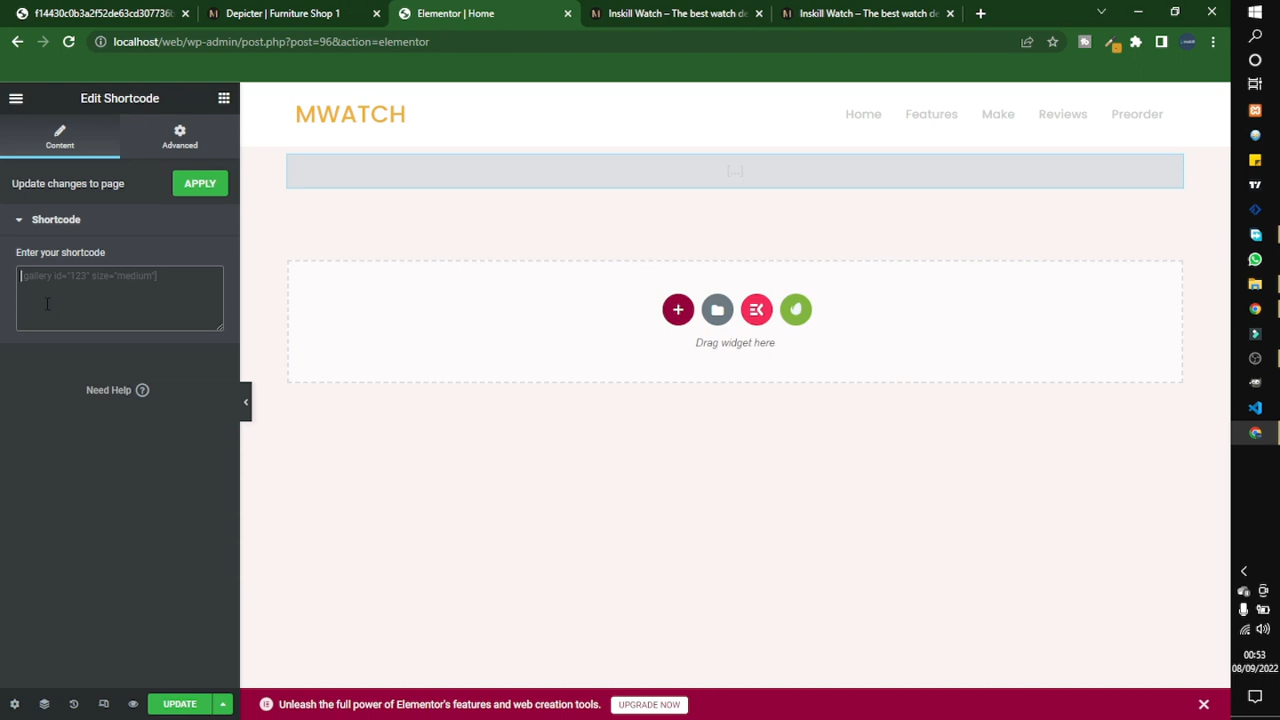 f14430c0b3a2f52d63cd307736b
Depicter | Furniture Shop 1
Elementor | Home
Inskill Watch – The best watch de
Inskill Watch – The best watch de
localhost/web/wp-admin/post.php?post=96&action=elementor
Edit Shortcode
Content
Advanced
Update changes to page
APPLY
Shortcode
Enter your shortcode
[gallery id="123" size="medium"]
Need Help
UPDATE
MWATCH
Home
Features
Make
Reviews
Preorder
[...]
Drag widget here
Unleash the full power of Elementor's features and web creation tools.
UPGRADE NOW
00:53
08/09/2022